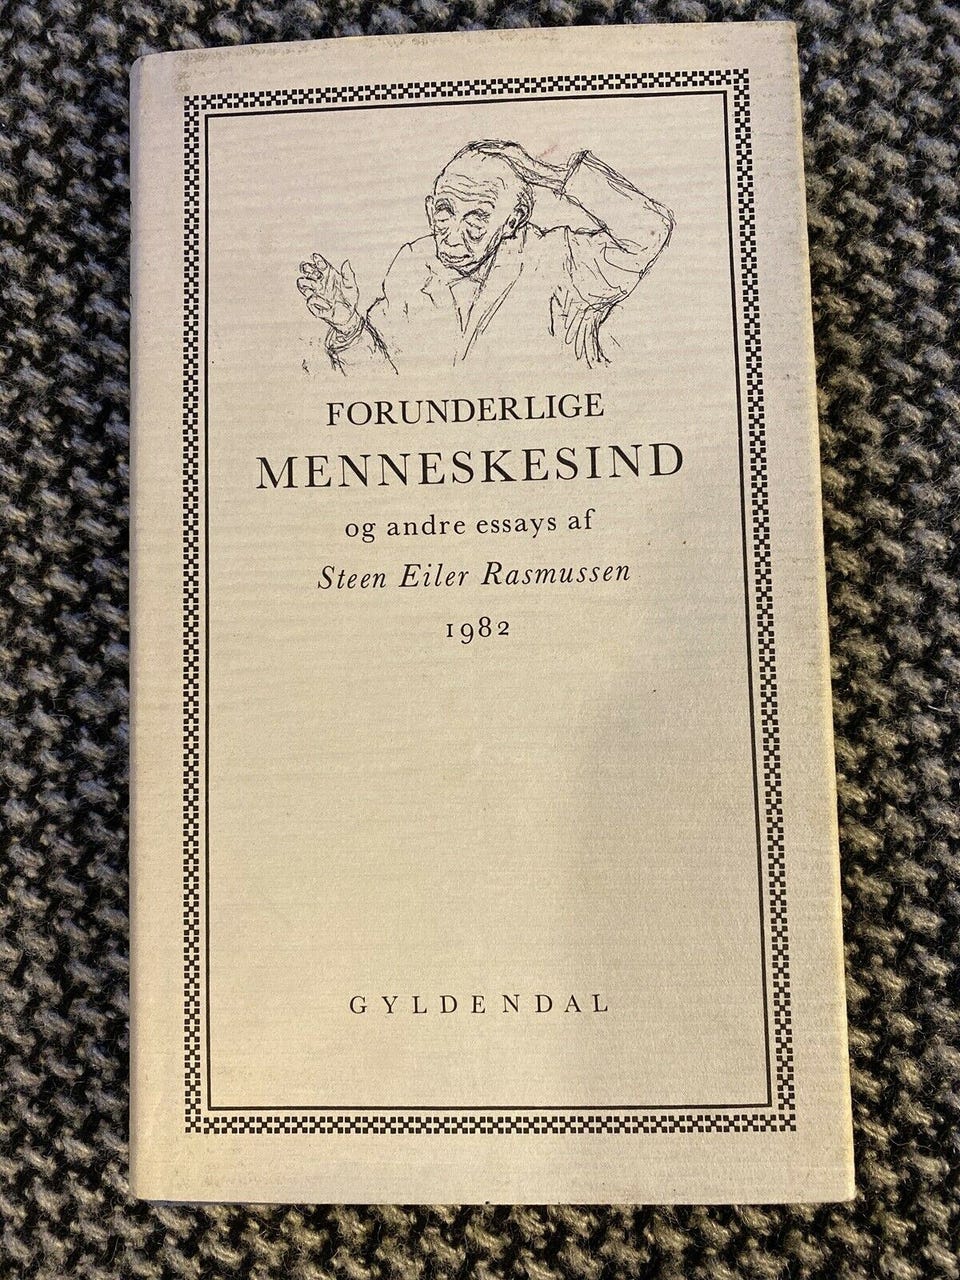 FORUNDERLIGE
MENNESKESIND
og andre essays af
Steen Eiler Rasmussen
1982
GYLDENDAL